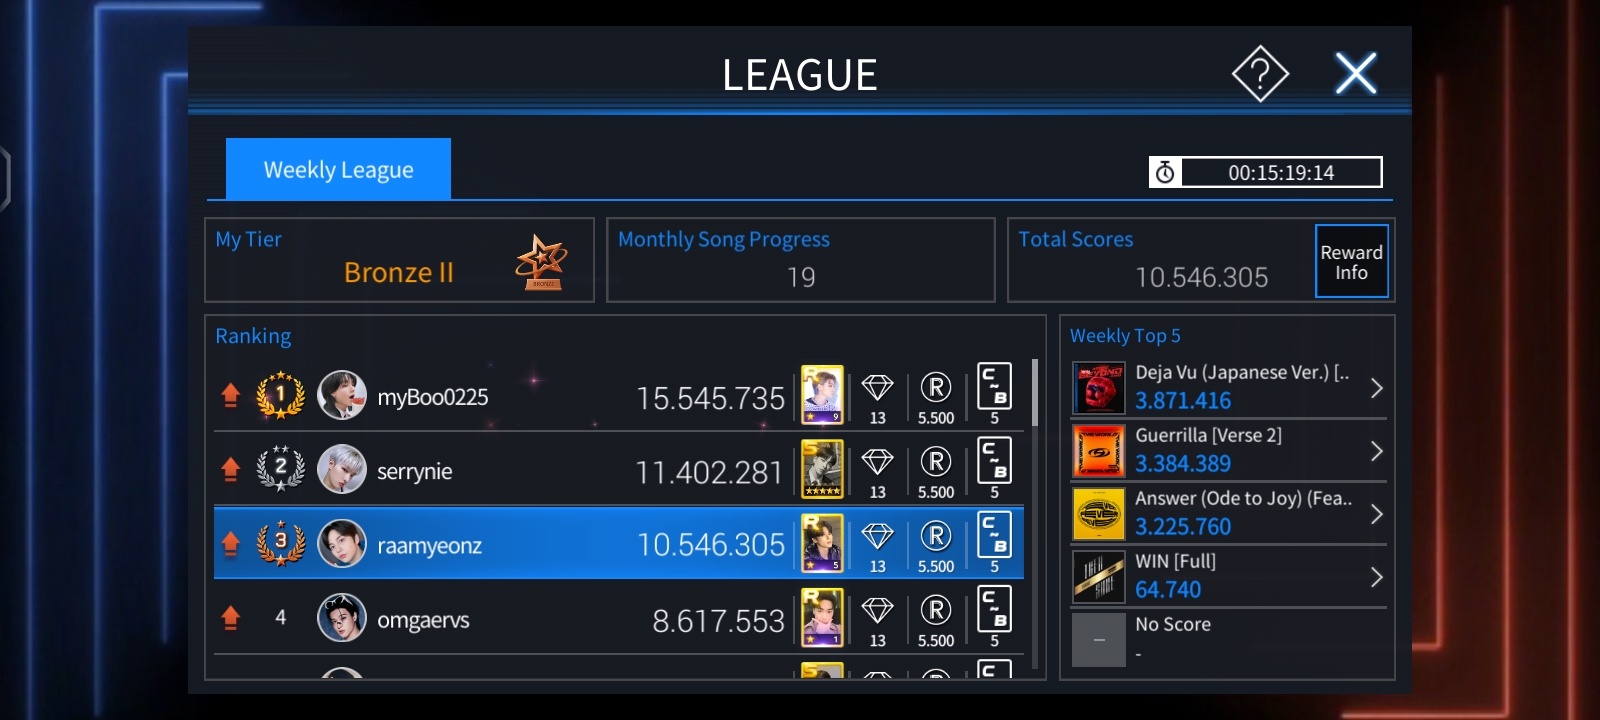 LEAGUE
?
Weekly League
00:15:19:14
My Tier
Bronze II
BRONZE
Monthly Song Progress
19
Total Scores
10.546.305
Reward
Info
Ranking
1
myBoo0225
15.545.735
R
9
13
R
5.500
C
~
B
5
2
serrynie
11.402.281
S
13
R
5.500
C
~
B
5
3
raamyeonz
10.546.305
R
5
13
R
5.500
C
~
B
5
4
omgaervs
8.617.553
R
1
13
R
5.500
C
~
B
5
S
R
C
Weekly Top 5
Deja Vu (Japanese Ver.) [..
3.871.416
Guerrilla [Verse 2]
3.384.389
Answer (Ode to Joy) (Fea..
3.225.760
WIN [Full]
64.740
No Score
-